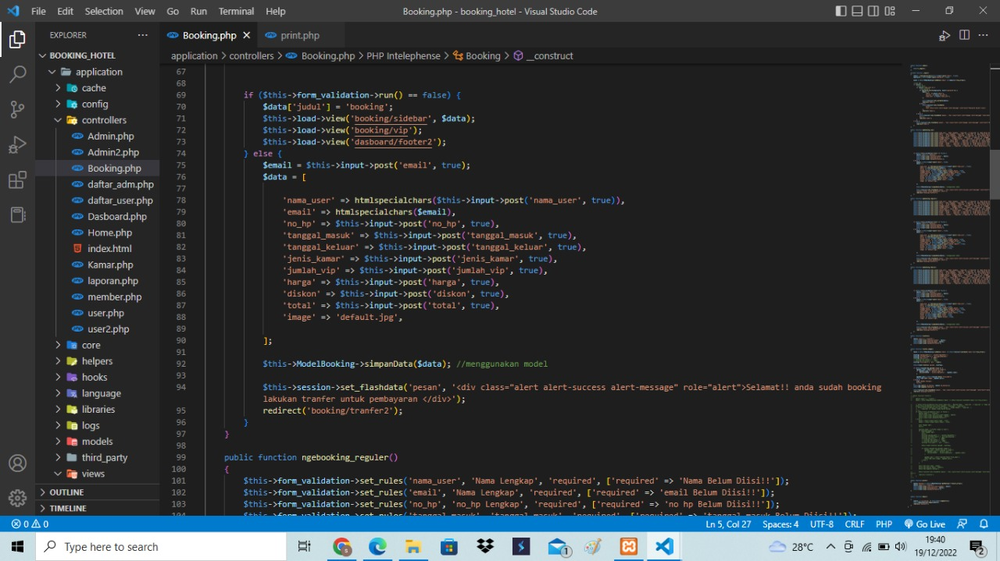 File Edit Selection View Go Run Terminal Help Booking.php - booking_hotel - Visual Studio Code
EXPLORER ···
Booking.php
print.php
application > controllers > Booking.php > PHP Intelephense > Booking > __construct
BOOKING_HOTEL
application
cache
config
controllers
Admin.php
Admin2.php
Booking.php
daftar_adm.php
daftar_user.php
Dasboard.php
Home.php
index.html
Kamar.php
laporan.php
member.php
user.php
user2.php
core
helpers
hooks
language
libraries
logs
models
third_party
views
OUTLINE
TIMELINE
67
68
69 if ($this->form_validation->run() == false) {
70 $data['judul'] = 'booking';
71 $this->load->view('booking/sidebar', $data);
72 $this->load->view('booking/vip');
73 $this->load->view('dasboard/footer2');
74 } else {
75 $email = $this->input->post('email', true);
76 $data = [
77
78 'nama_user' => htmlspecialchars($this->input->post('nama_user', true)),
79 'email' => htmlspecialchars($email),
80 'no_hp' => $this->input->post('no_hp', true),
81 'tanggal_masuk' => $this->input->post('tanggal_masuk', true),
82 'tanggal_keluar' => $this->input->post('tanggal_keluar', true),
83 'jenis_kamar' => $this->input->post('jenis_kamar', true),
84 'jumlah_vip' => $this->input->post('jumlah_vip', true),
85 'harga' => $this->input->post('harga', true),
86 'diskon' => $this->input->post('diskon', true),
87 'total' => $this->input->post('total', true),
88 'image' => 'default.jpg',
89
90 ];
91
92 $this->ModelBooking->simpanData($data); //menggunakan model
93
94 $this->session->set_flashdata('pesan', '<div class="alert alert-success alert-message" role="alert">Selamat!! anda sudah booking
lakukan tranfer untuk pembayaran </div>');
95 redirect('booking/tranfer2');
96 }
97 }
98
99 public function ngebooking_reguler()
100 {
101 $this->form_validation->set_rules('nama_user', 'Nama Lengkap', 'required', ['required' => 'Nama Belum Diisi!!']);
102 $this->form_validation->set_rules('email', 'Nama Lengkap', 'required', ['required' => 'email Belum Diisi!!']);
103 $this->form_validation->set_rules('no_hp', 'no_hp Lengkap', 'required', ['required' => 'no hp Belum Diisi!!']);
104 $this->form_validation->set_rules('tanggal_masuk', 'tanggal_masuk', 'required', ['required' => 'tanggal masuk Belum Diisi!!']);
0 0 Ln 5, Col 27 Spaces: 4 UTF-8 CRLF PHP Go Live
Type here to search
1
28°C
19:40
19/12/2022
2